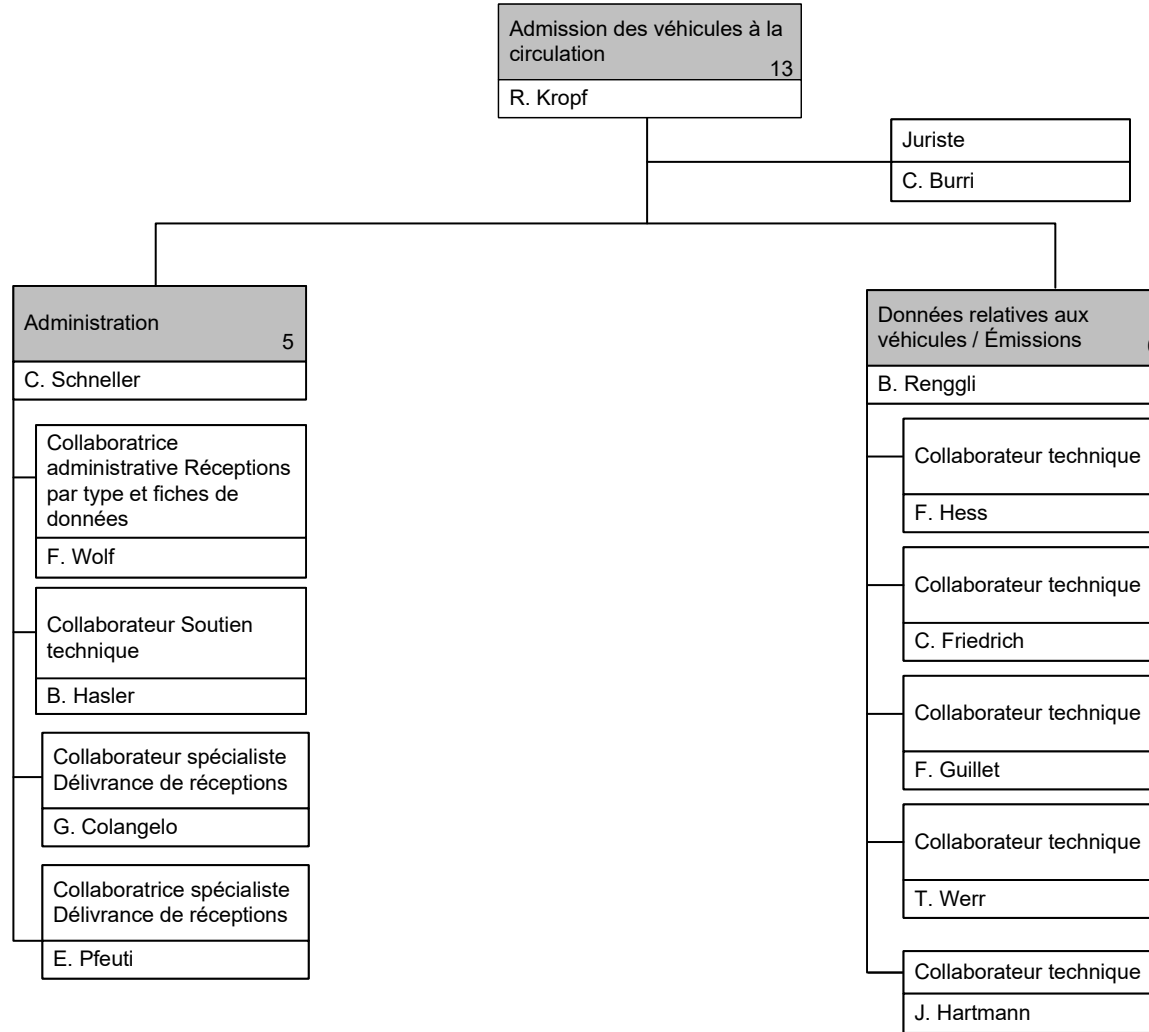 Admission des véhicules à la
circulation
13
R. Kropf
Juriste
C. Burri
Administration
5
C. Schneller
Collaboratrice
administrative Réceptions
par type et fiches de
données
F. Wolf
Collaborateur Soutien
technique
B. Hasler
Collaborateur spécialiste
Délivrance de réceptions
G. Colangelo
Collaboratrice spécialiste
Délivrance de réceptions
E. Pfeuti
Données relatives aux
véhicules / Émissions
B. Renggli
Collaborateur technique
F. Hess
Collaborateur technique
C. Friedrich
Collaborateur technique
F. Guillet
Collaborateur technique
T. Werr
Collaborateur technique
J. Hartmann